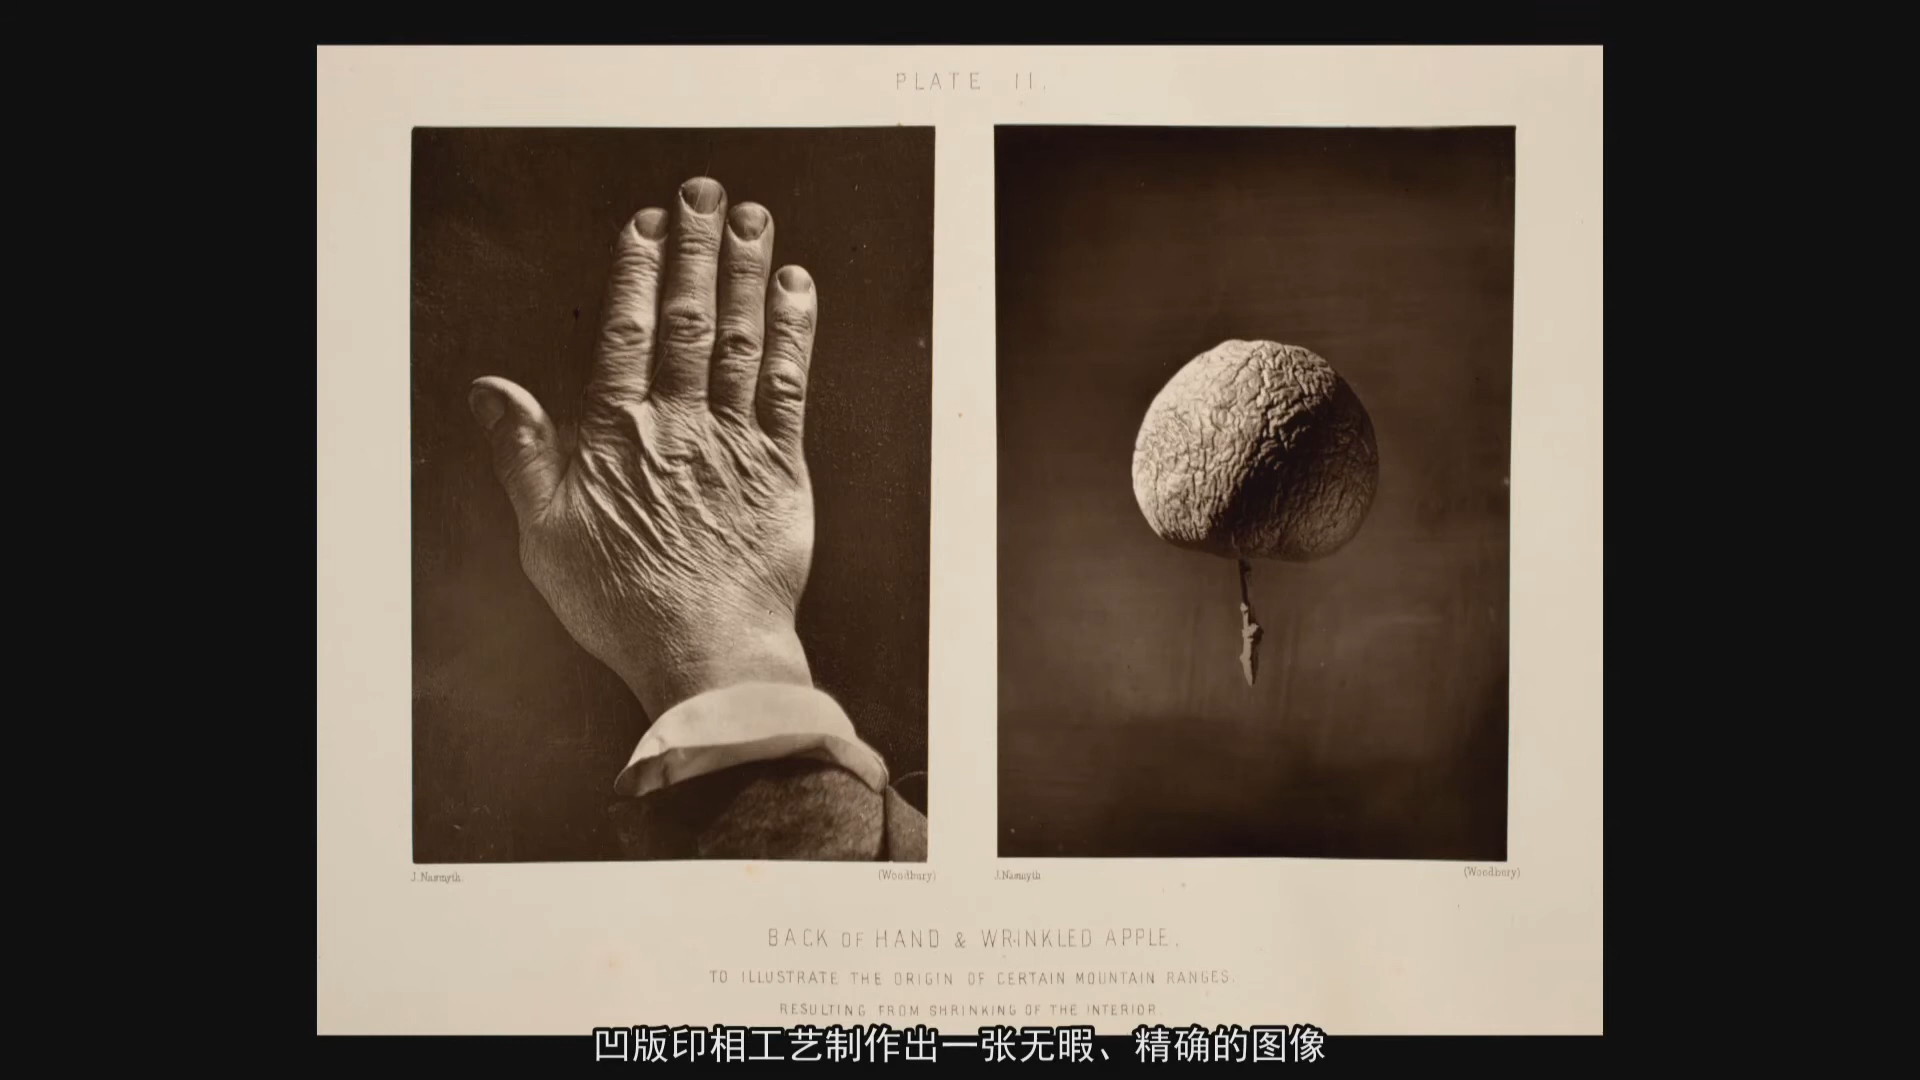 PLATE II.
J. Nasmyth.
(Woodbury)
J. Nasmyth
(Woodbury)
BACK OF HAND & WRINKLED APPLE.
TO ILLUSTRATE THE ORIGIN OF CERTAIN MOUNTAIN RANGES.
RESULTING FROM SHRINKING OF THE INTERIOR.
凹版印相工艺制作出一张无暇、精确的图像